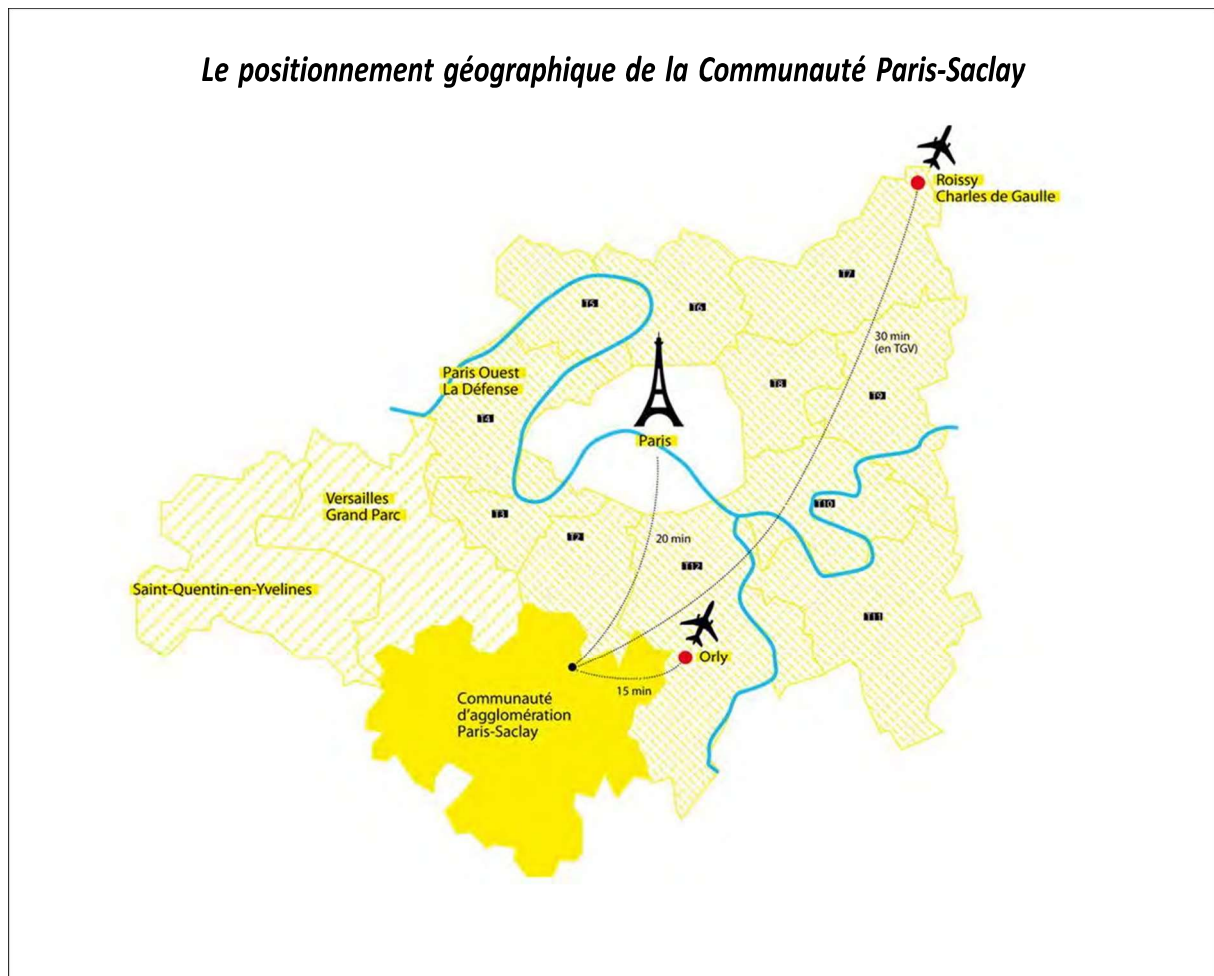 Le positionnement géographique de la Communauté Paris-Saclay
Roissy
Charles de Gaulle
T7
T5
T6
30 min
(en TGV)
Paris Ouest
La Défense
T8
T9
T4
Paris
Versailles
Grand Parc
T10
T3
T2
20 min
T12
Saint-Quentin-en-Yvelines
T11
Orly
15 min
Communauté
d'agglomération
Paris-Saclay